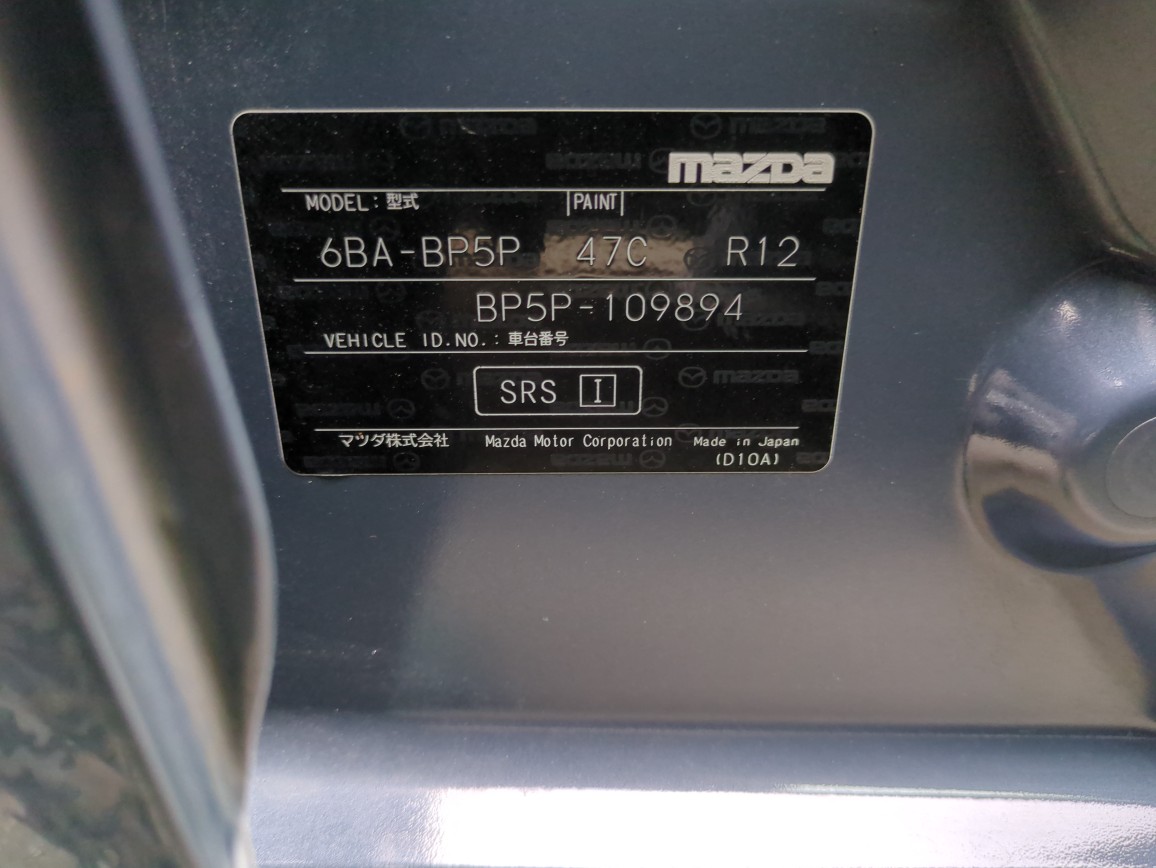 mazda
MODEL : 型式 PAINT
6BA-BP5P 47C R12
BP5P-109894
VEHICLE ID.NO. : 車台番号
SRS I
マツダ株式会社 Mazda Motor Corporation Made in Japan
(D10A)